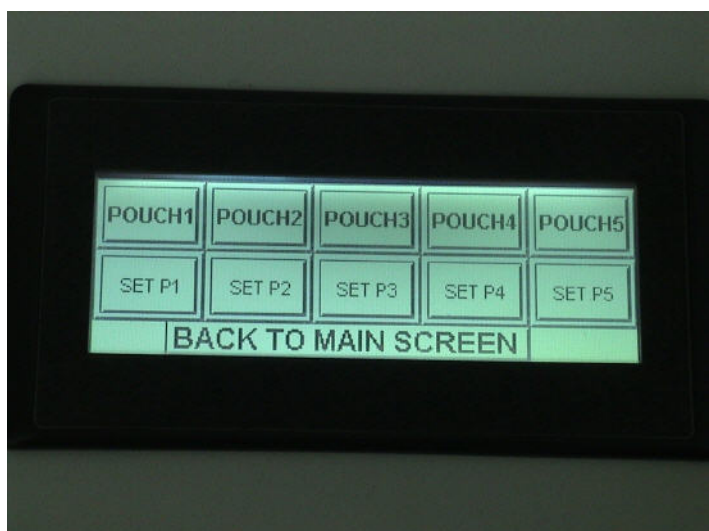 POUCH1 POUCH2 POUCH3 POUCH4 POUCH5
SET P1 SET P2 SET P3 SET P4 SET P5
BACK TO MAIN SCREEN